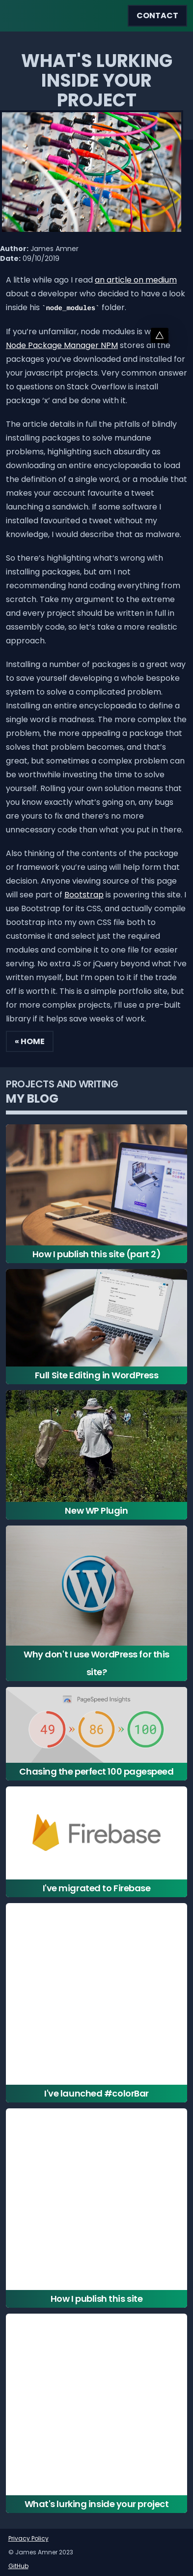 CONTACT
WHAT'S LURKING
INSIDE YOUR
PROJECT
Author: James Amner
Date: 09/10/2019
A little while ago I read an article on medium
about a developer who decided to have a look
inside his `node_modules` folder.
If you're unfamiliar, node modules is w
Node Package Manager NPM stores all the
packages you've downloaded and installed for
your javascript projects. Very common answer
to questions on Stack Overflow is install
package 'x' and be done with it.
The article details in full the pitfalls of blindly
installing packages to solve mundane
problems, highlighting such absurdity as
downloading an entire encyclopaedia to load
the definition of a single word, or a module that
makes your account favourite a tweet
launching a sandwich. If some software I
installed favourited a tweet without my
knowledge, I would describe that as malware.
So there's highlighting what's wrong with
installing packages, but am I not
recommending hand coding everything from
scratch. Take my argument to the extreme
and every project should be written in full on
assembly code, so let's take a more realistic
approach.
Installing a number of packages is a great way
to save yourself developing a whole bespoke
system to solve a complicated problem.
Installing an entire encyclopaedia to define a
single word is madness. The more complex the
problem, the more appealing a package that
solves that problem becomes, and that's
great, but sometimes a complex problem can
be worthwhile investing the time to solve
yourself. Rolling your own solution means that
you know exactly what's going on, any bugs
are yours to fix and there's no more
unnecessary code than what you put in there.
Also thinking of the contents of the package
or framework you're using will help form that
decision. Anyone viewing source of this page
will see part of Bootstrap is powering this site. I
use Bootstrap for its CSS, and actually compile
bootstrap into my own CSS file both to
customise it and select just the required
modules and combine it to one file for easier
serving. No extra JS or jQuery beyond what I've
written myself, but I'm open to it if the trade
off is worth it. This is a simple portfolio site, but
for more complex projects, I'll use a pre-built
library if it helps save weeks of work.
« HOME
PROJECTS AND WRITING
MY BLOG
How I publish this site (part 2)
Full Site Editing in WordPress
New WP Plugin
Why don't I use WordPress for this
site?
PageSpeed Insights
49 » 86 » 100
Chasing the perfect 100 pagespeed
Firebase
I've migrated to Firebase
I've launched #colorBar
How I publish this site
What's lurking inside your project
Privacy Policy
© James Amner 2023
GitHub